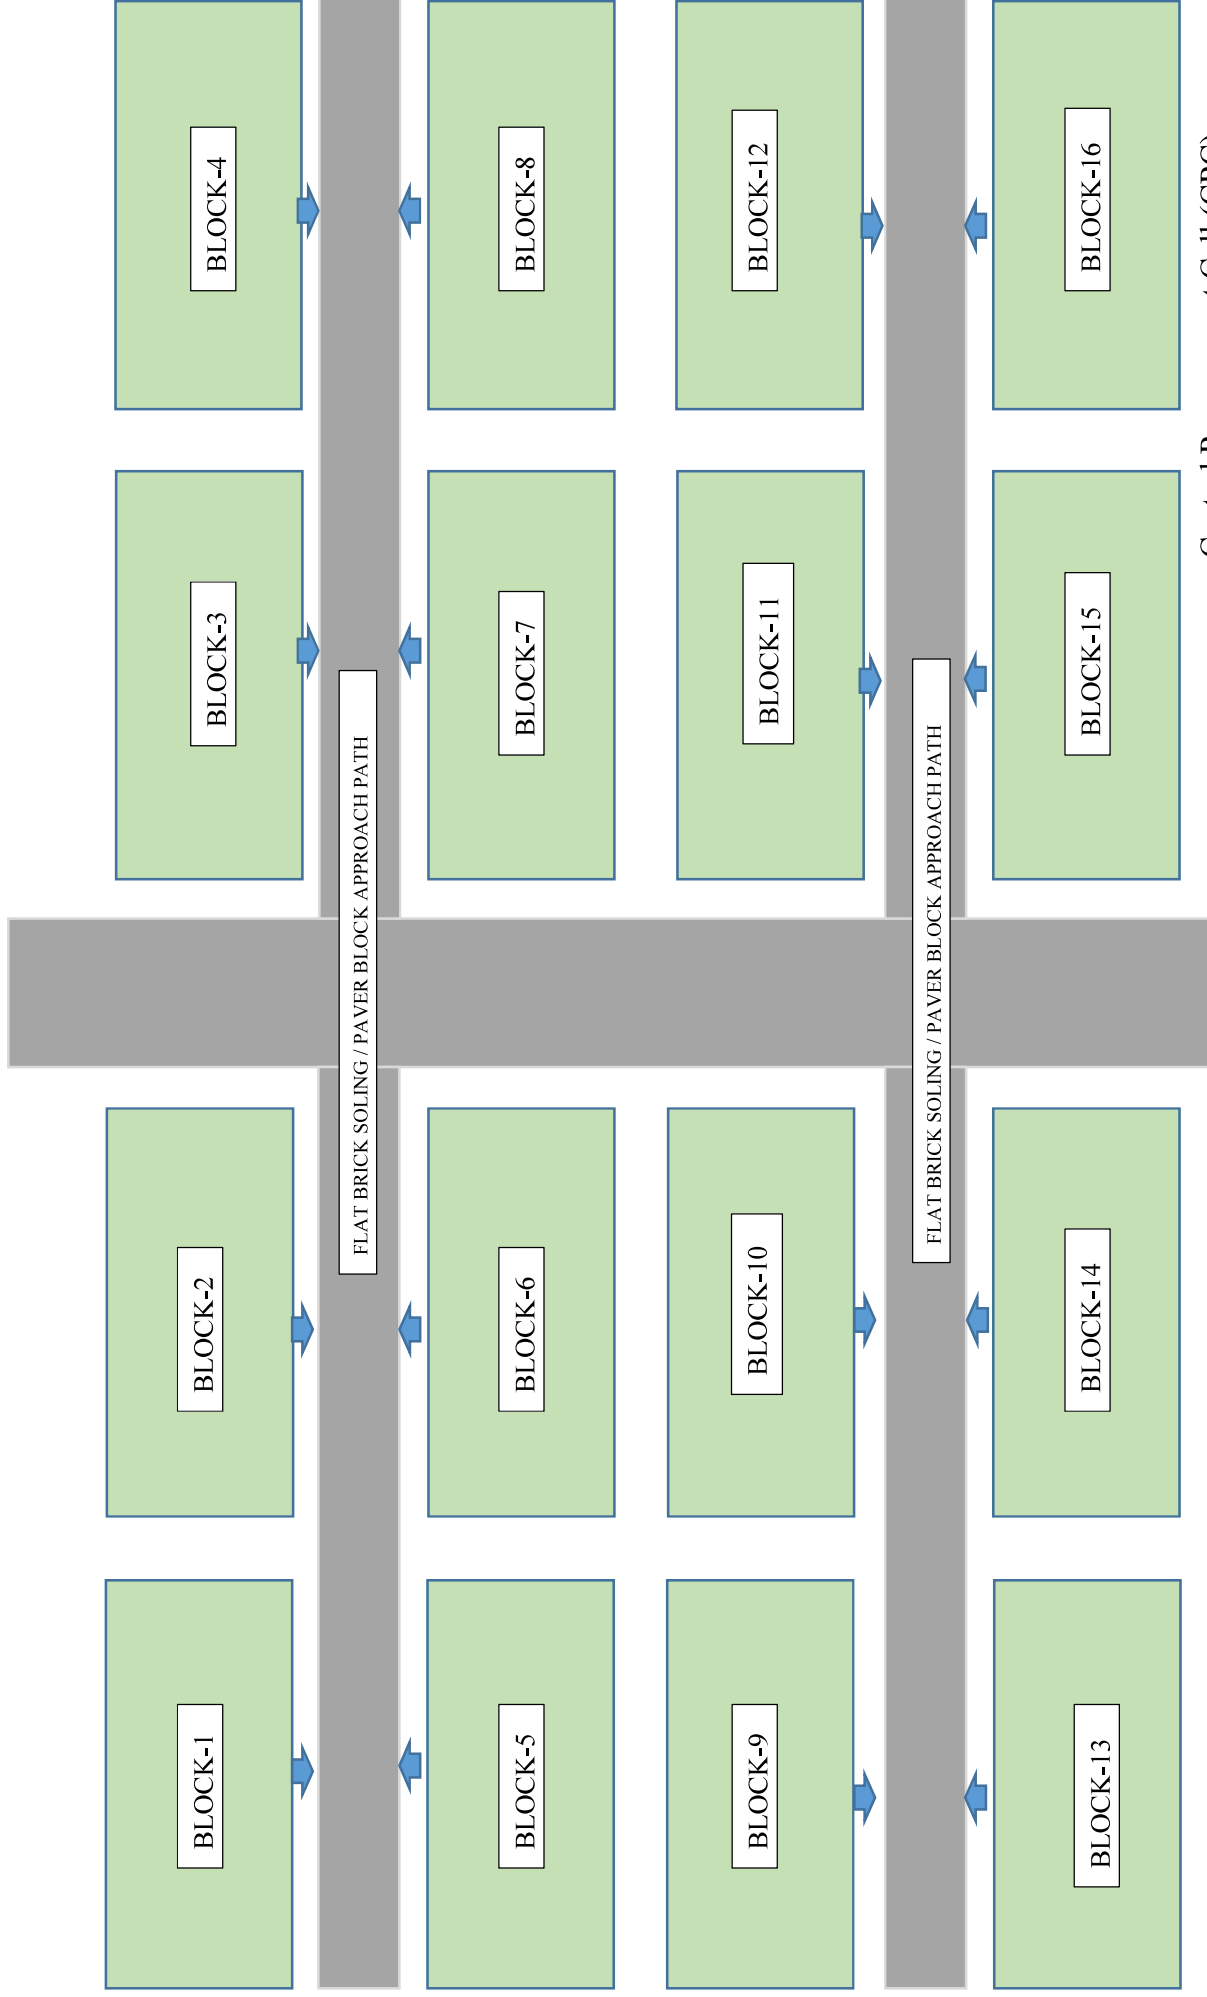 BLOCK-1
BLOCK-2
BLOCK-3
BLOCK-4
FLAT BRICK SOLING / PAVER BLOCK APPROACH PATH
BLOCK-5
BLOCK-6
BLOCK-7
BLOCK-8
BLOCK-9
BLOCK-10
BLOCK-11
BLOCK-12
FLAT BRICK SOLING / PAVER BLOCK APPROACH PATH
BLOCK-13
BLOCK-14
BLOCK-15
BLOCK-16